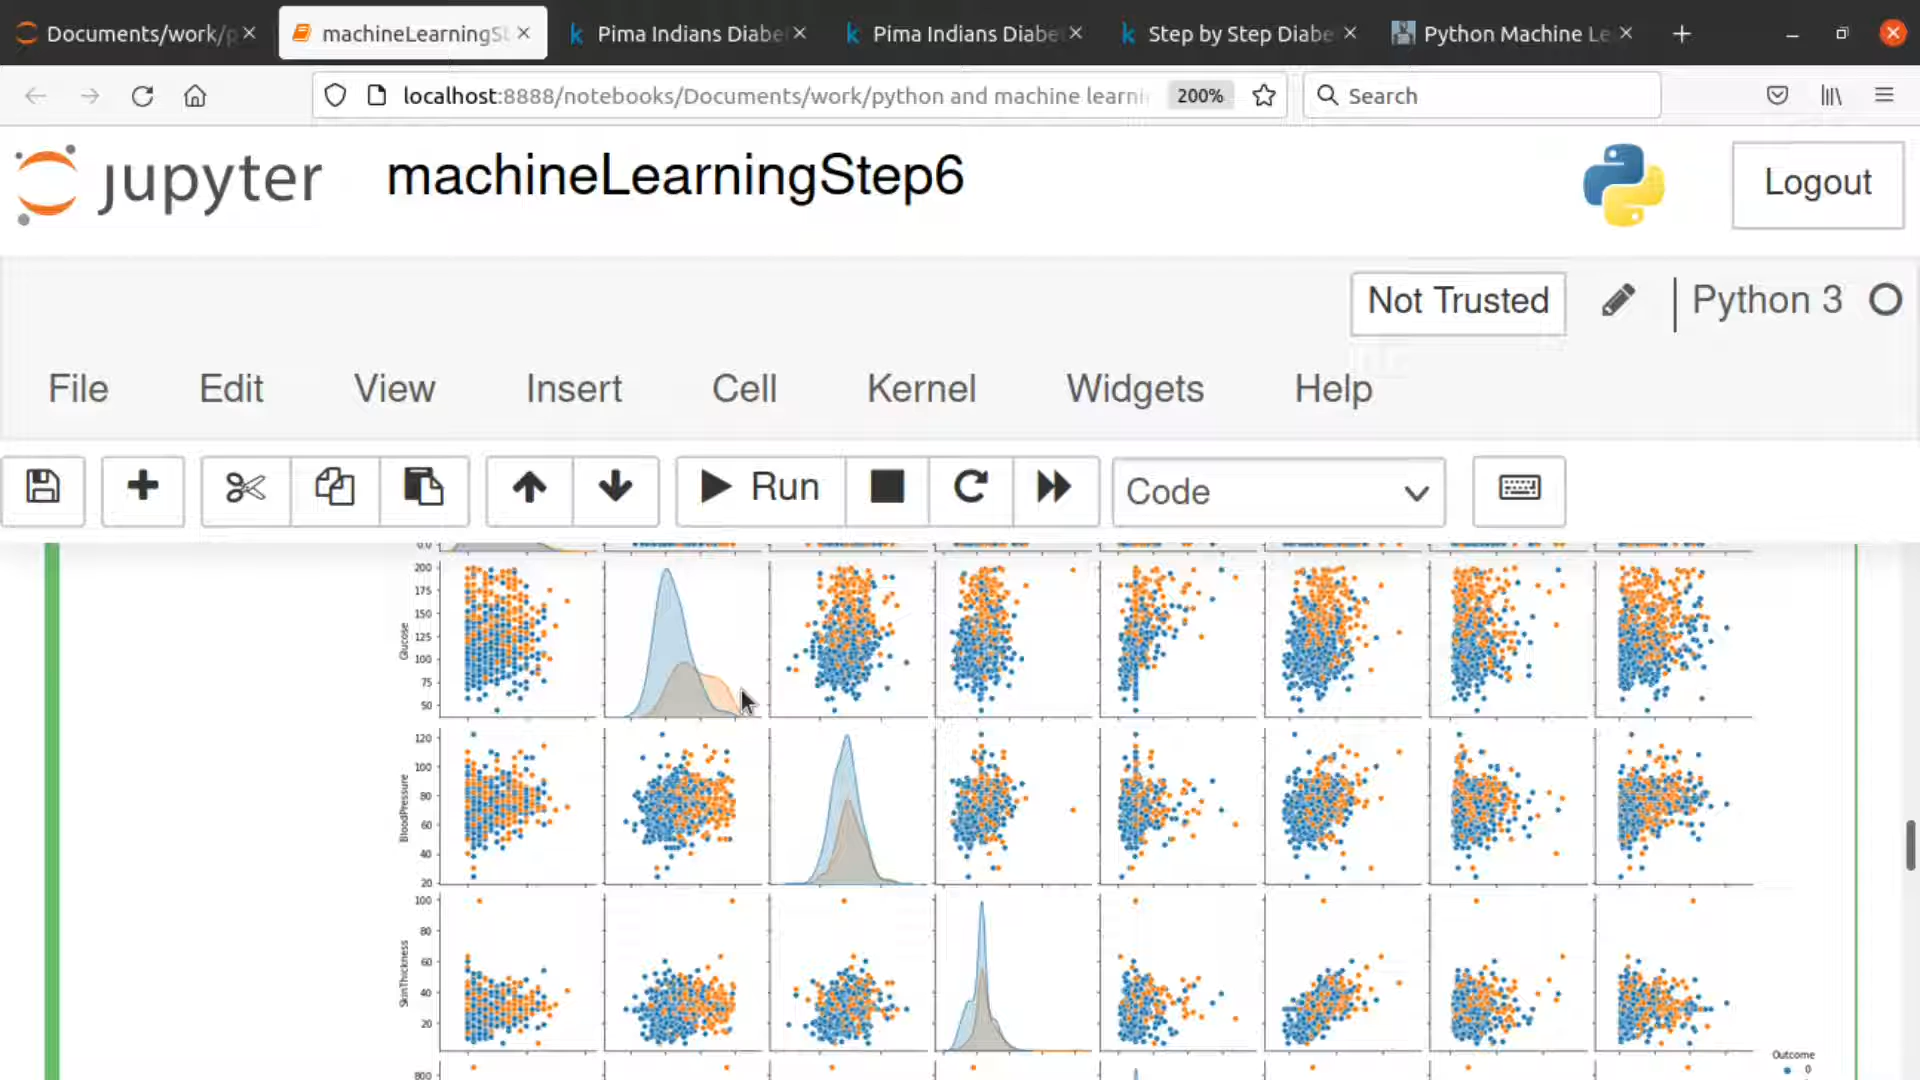 Documents/work/p
machineLearningSt
Pima Indians Diabe
Pima Indians Diabe
Step by Step Diabe
Python Machine Le
localhost:8888/notebooks/Documents/work/python and machine learni
200%
Search
jupyter
machineLearningStep6
Logout
Not Trusted
Python 3
File Edit View Insert Cell Kernel Widgets Help
Run
Code
0.0
200
175
150
125
100
75
50
Glucose
120
100
80
60
40
20
BloodPressure
100
80
60
40
20
SkinThickness
800
Outcome
0